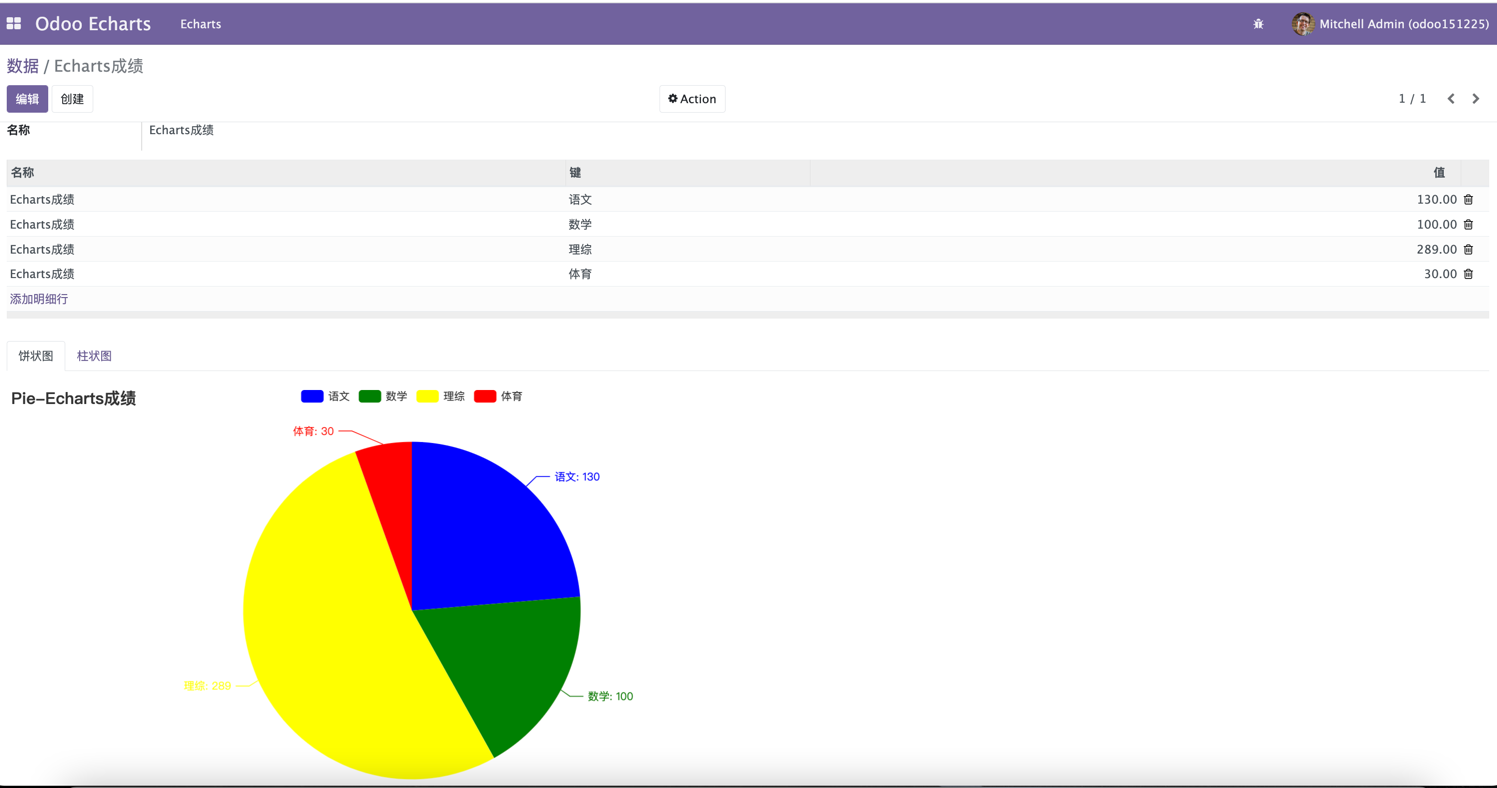 Odoo Echarts Echarts Mitchell Admin (odoo151225)
数据 / Echarts成绩
编辑 创建 Action 1 / 1
名称 Echarts成绩
名称 键 值
Echarts成绩 语文 130.00
Echarts成绩 数学 100.00
Echarts成绩 理综 289.00
Echarts成绩 体育 30.00
添加明细行
饼状图 柱状图
Pie-Echarts成绩 语文 数学 理综 体育
体育: 30
语文: 130
理综: 289
数学: 100